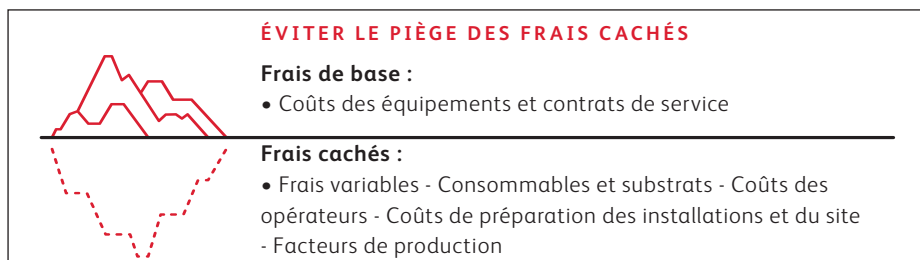 ÉVITER LE PIÈGE DES FRAIS CACHÉS
Frais de base :
• Coûts des équipements et contrats de service
Frais cachés :
• Frais variables - Consommables et substrats - Coûts des
opérateurs - Coûts de préparation des installations et du site
- Facteurs de production